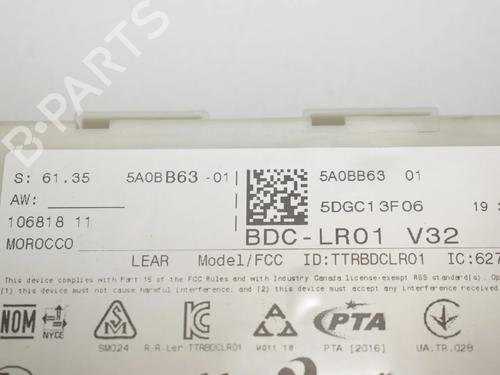 B-PARTS
S: 61.35 5A0BB63 -01 5A0BB63 01
AW: 5DGC13F06 19
106818 11 BDC-LR01 V32
MOROCCO
LEAR Model/FCC ID:TTRBDCLR01 IC:627
This device complies with Part 15 of the FCC Rules and with Industry Canada license-exempt RSS standard(s). Op
(1) this device may not cause harmful interference; and (2) this device must accept any interference received
NOM NYCE PTA
SM024 R-R-Ler-TTRBDCLR01 W011 18 PTA [2016] UA.TR.028